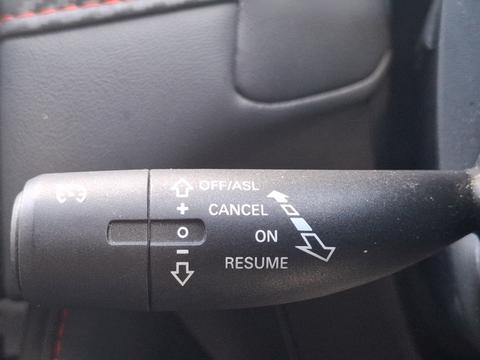 OFF/ASL
+ CANCEL
O ON
− RESUME